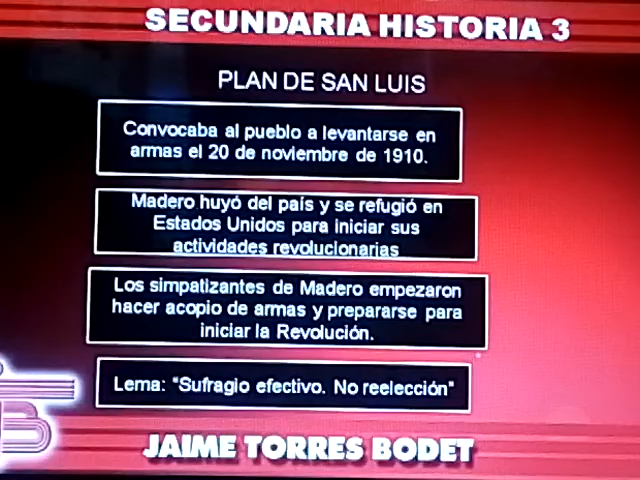 SECUNDARIA HISTORIA 3
PLAN DE SAN LUIS
Convocaba al pueblo a levantarse en
armas el 20 de noviembre de 1910.
Madero huyó del país y se refugió en
Estados Unidos para iniciar sus
actividades revolucionarias
Los simpatizantes de Madero empezaron
hacer acopio de armas y prepararse para
iniciar la Revolución.
Lema: "Sufragio efectivo. No reelección"
JAIME TORRES BODET